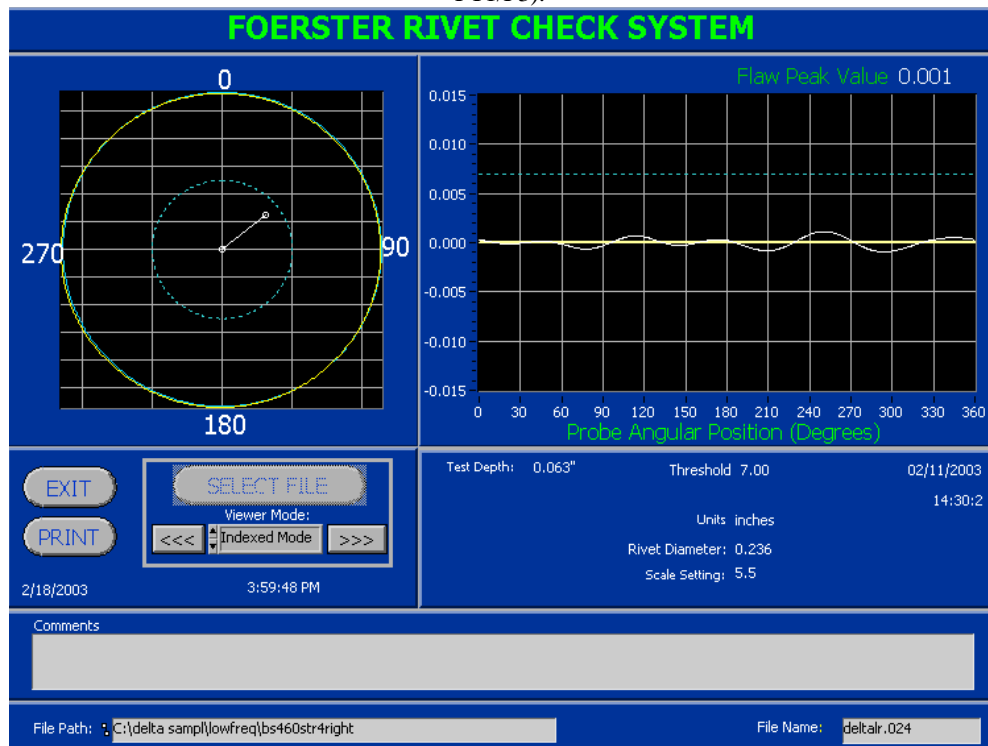 FOERSTER RIVET CHECK SYSTEM
0
270
90
180
Flaw Peak Value 0.001
0.015
0.010
0.005
0.000
-0.005
-0.010
-0.015
0 30 60 90 120 150 180 210 240 270 300 330 360
Probe Angular Position (Degrees)
EXIT
PRINT
SELECT FILE
Viewer Mode:
<<< Indexed Mode >>>
2/18/2003 3:59:48 PM
Test Depth: 0.063" Threshold 7.00 02/11/2003
14:30:2
Units inches
Rivet Diameter: 0.236
Scale Setting: 5.5
Comments
File Path: C:\delta sampl\lowfreq\bs460str4right
File Name: deltalr.024